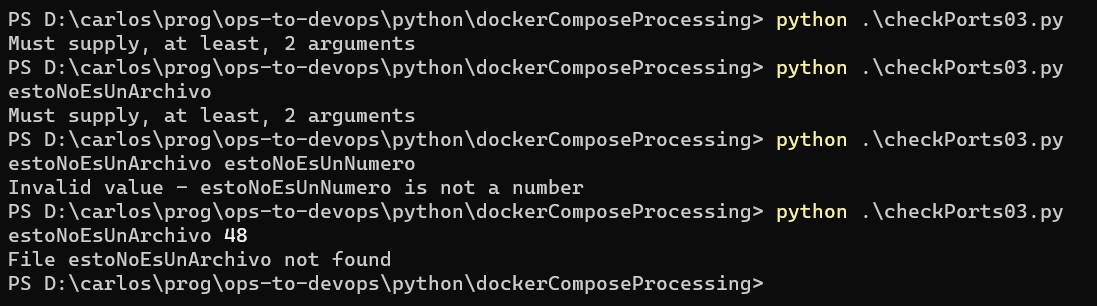 PS D:\carlos\prog\ops-to-devops\python\dockerComposeProcessing> python .\checkPorts03.py
Must supply, at least, 2 arguments
PS D:\carlos\prog\ops-to-devops\python\dockerComposeProcessing> python .\checkPorts03.py
estoNoEsUnArchivo
Must supply, at least, 2 arguments
PS D:\carlos\prog\ops-to-devops\python\dockerComposeProcessing> python .\checkPorts03.py
estoNoEsUnArchivo estoNoEsUnNumero
Invalid value - estoNoEsUnNumero is not a number
PS D:\carlos\prog\ops-to-devops\python\dockerComposeProcessing> python .\checkPorts03.py
estoNoEsUnArchivo 48
File estoNoEsUnArchivo not found
PS D:\carlos\prog\ops-to-devops\python\dockerComposeProcessing>